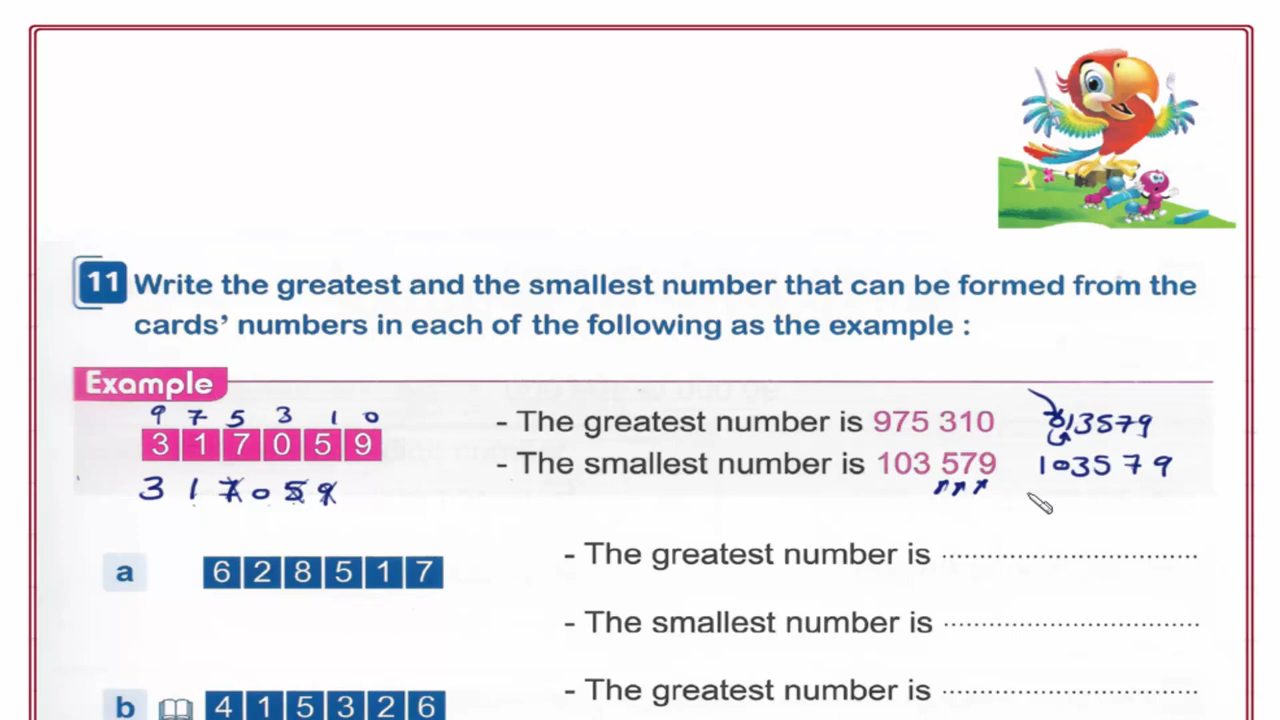 11 Write the greatest and the smallest number that can be formed from the
cards' numbers in each of the following as the example :
Example
9 7 5 3 1 0
3 1 7 0 5 9
3 1 7 0 5 9
- The greatest number is 975 310
- The smallest number is 103 579
013579
103579
a 6 2 8 5 1 7
- The greatest number is ..............................
- The smallest number is ..............................
b 4 1 5 3 2 6
- The greatest number is ..............................